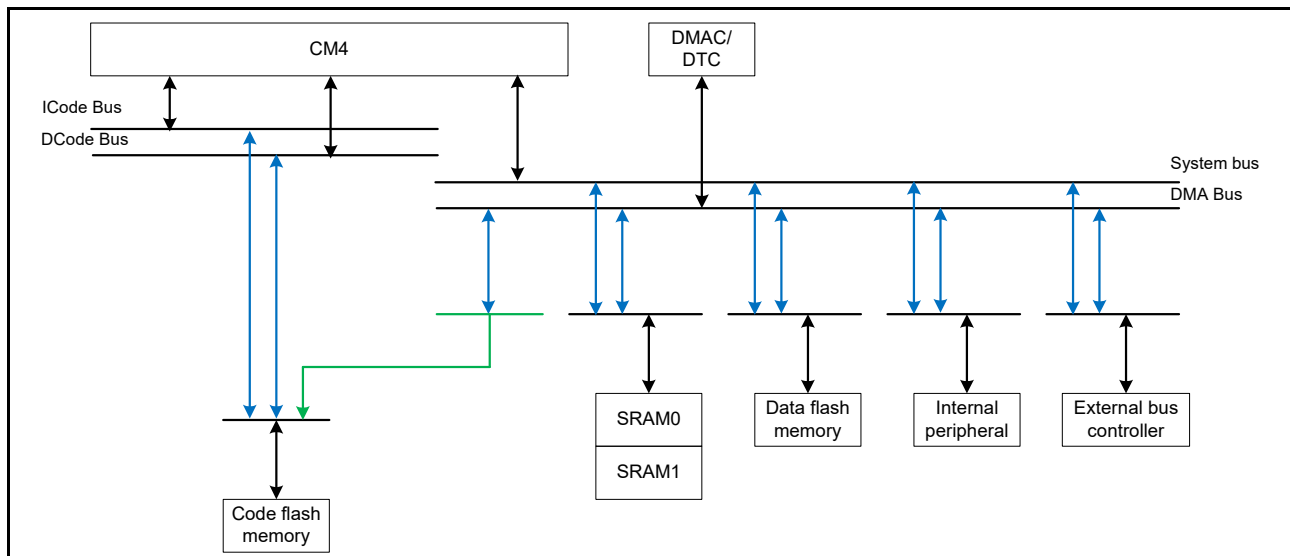 CM4
DMAC/
DTC
ICode Bus
DCode Bus
System bus
DMA Bus
SRAM0
SRAM1
Data flash
memory
Internal
peripheral
External bus
controller
Code flash
memory